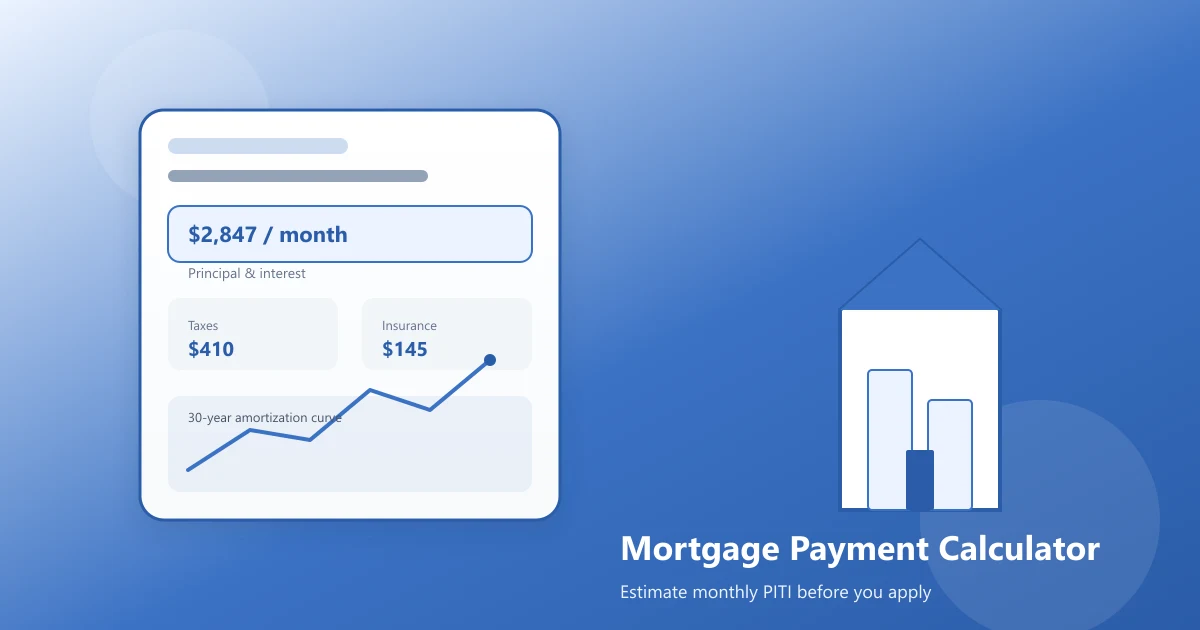 $2,847 / month
Principal & interest
Taxes
$410
Insurance
$145
30-year amortization curve
Mortgage Payment Calculator
Estimate monthly PITI before you apply